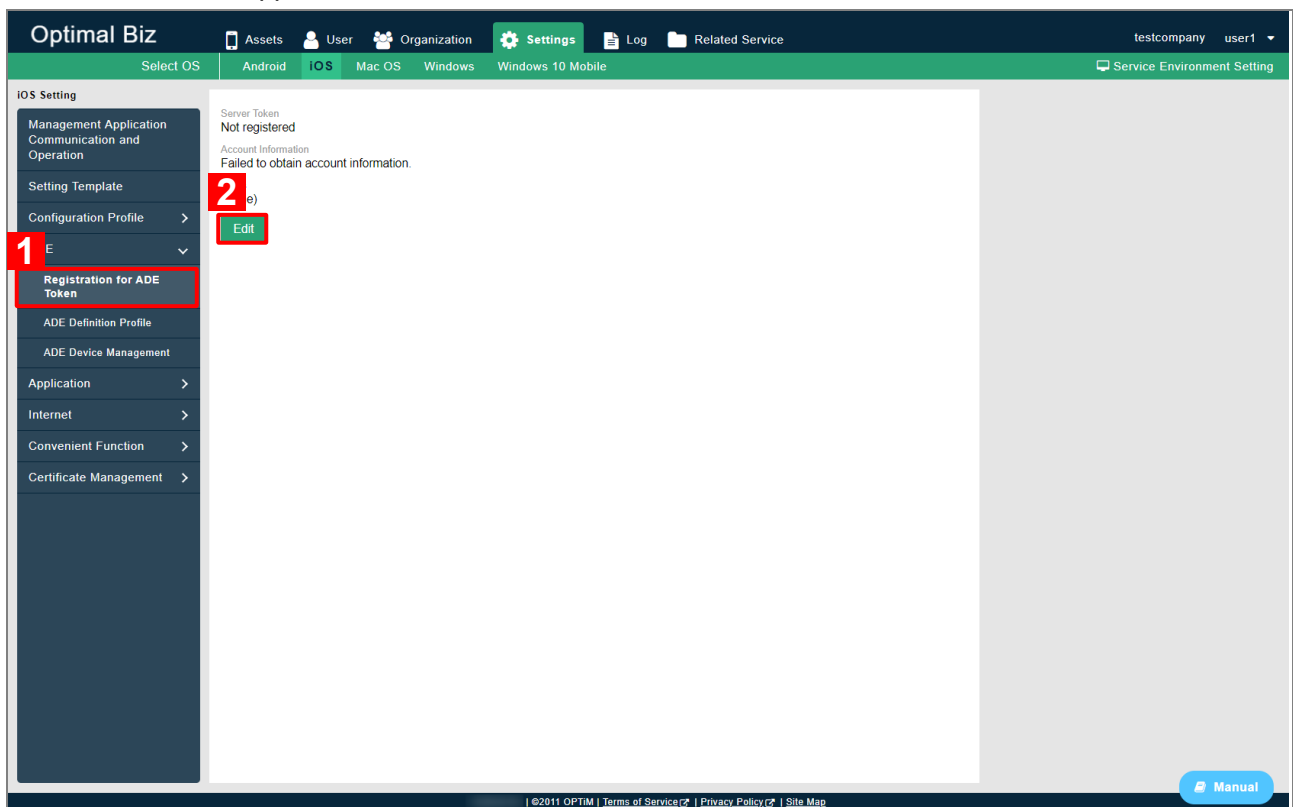 Optimal Biz
Assets User Organization Settings Log Related Service
testcompany user1
Select OS Android iOS Mac OS Windows Windows 10 Mobile
Service Environment Setting
iOS Setting
Management Application
Communication and
Operation
Setting Template
Configuration Profile
1
E
Registration for ADE
Token
ADE Definition Profile
ADE Device Management
Application
Internet
Convenient Function
Certificate Management
Server Token
Not registered
Account Information
Failed to obtain account information.
2
e)
Edit
Manual
| ©2011 OPTiM | Terms of Service | Privacy Policy | Site Map